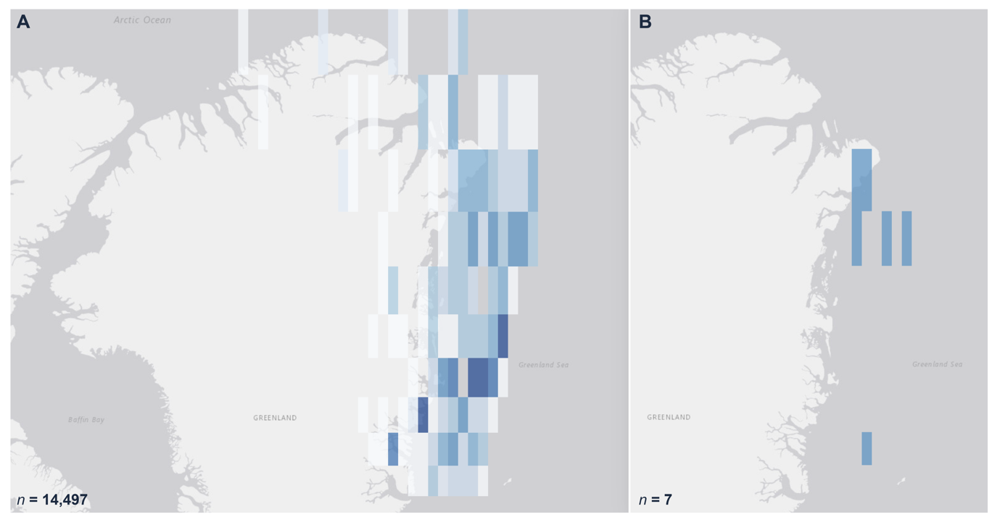 A
Arctic Ocean
B
Greenland Sea
Greenland Sea
Baffin Bay
GREENLAND
GREENLAND
n = 14,497
n = 7